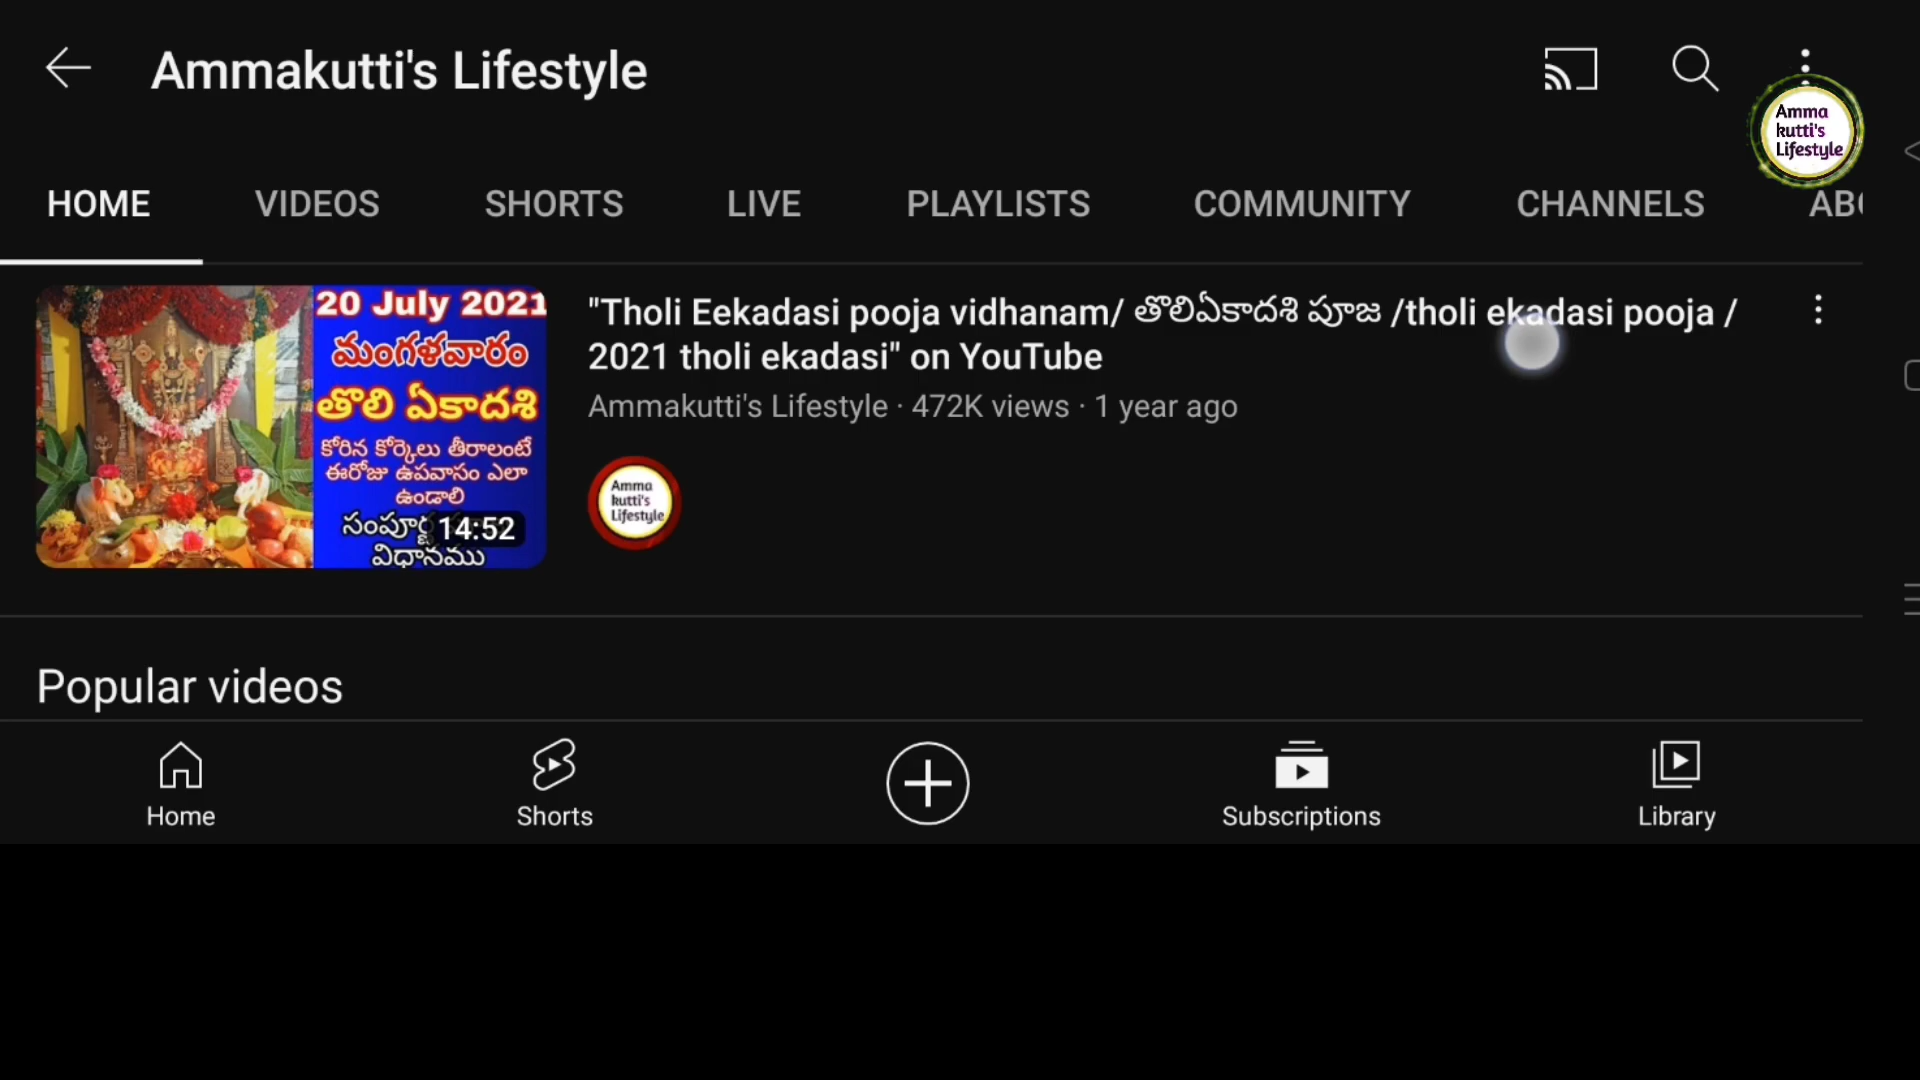 Ammakutti's Lifestyle
Amma
kutti's
Lifestyle
HOME VIDEOS SHORTS LIVE PLAYLISTS COMMUNITY CHANNELS
20 July 2021
మంగళవారం
తొలి ఏకాదశి
కోరిన కోర్కెలు తీరాలంటే
ఈరోజు ఉపవాసం ఎలా
ఉండాలి
14:52
విధానము
"Tholi Eekadasi pooja vidhanam/ తొలిఏకాదశి పూజ /tholi ekadasi pooja /
2021 tholi ekadasi" on YouTube
Ammakutti's Lifestyle · 472K views · 1 year ago
Amma
kutti's
Lifestyle
Popular videos
Home Shorts Subscriptions Library